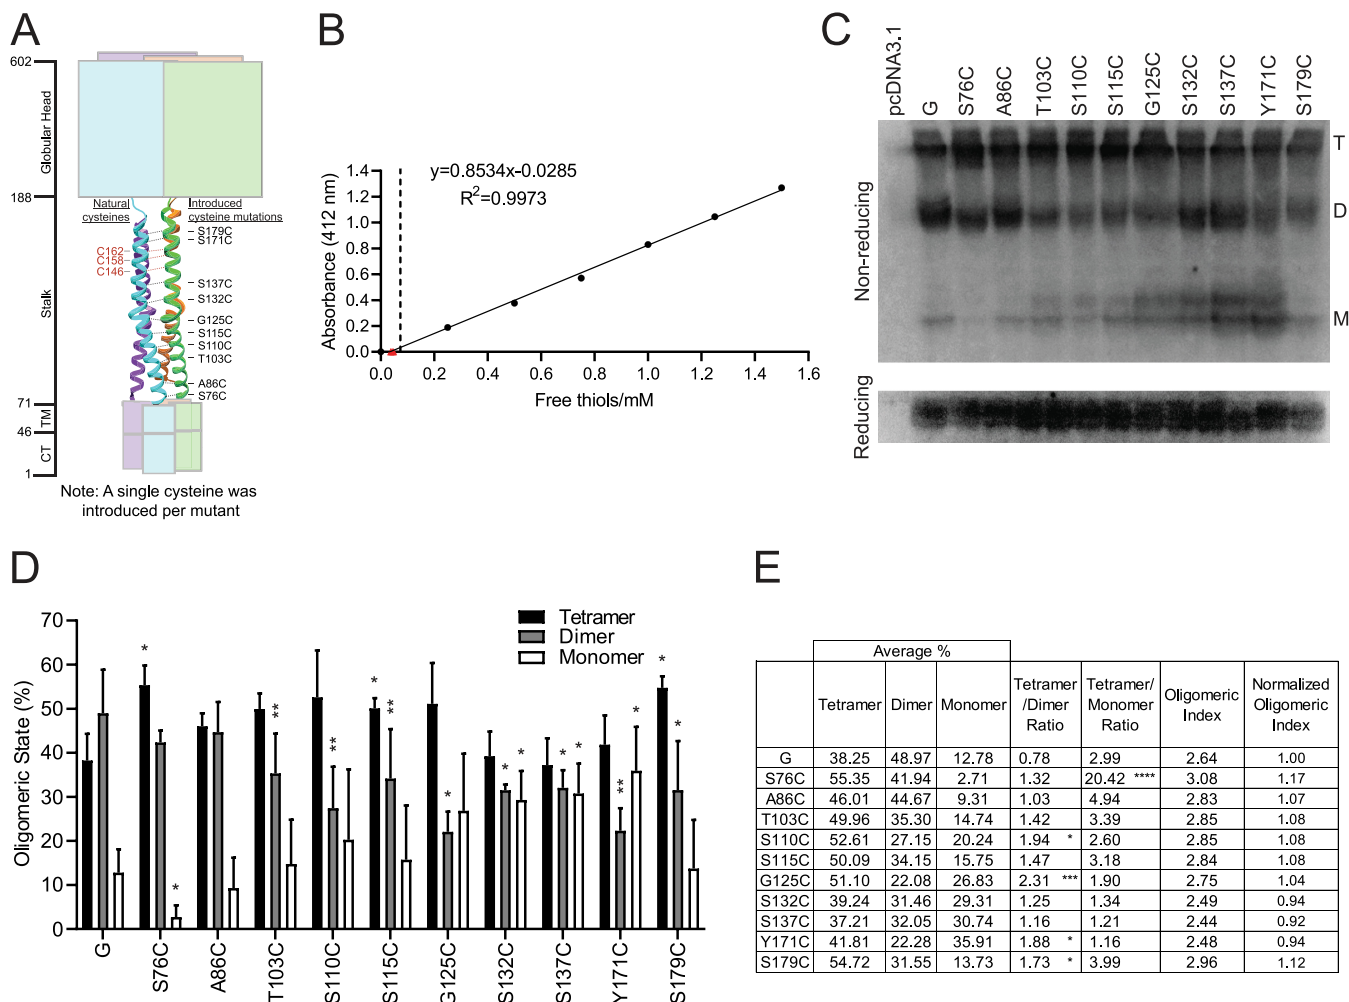 A
602
Globular Head
188
Natural
cysteines
Introduced
cysteine mutations
S179C
S171C
C162
C158
C146
S137C
S132C
G125C
S115C
S110C
T103C
A86C
S76C
Stalk
71
TM
46
CT
1
Note: A single cysteine was
introduced per mutant
B
y=0.8534x-0.0285
R2=0.9973
Absorbance (412 nm)
1.4
1.2
1.0
0.8
0.6
0.4
0.2
0.0
0.0 0.2 0.4 0.6 0.8 1.0 1.2 1.4 1.6
Free thiols/mM
C
pcDNA3.1 G S76C A86C T103C S110C S115C G125C S132C S137C Y171C S179C
Non-reducing
T
D
M
Reducing
D
Oligomeric State (%)
70
60
50
40
30
20
10
0
Tetramer
Dimer
Monomer
* * ** ** * ** * * * * * ** * * *
G S76C A86C T103C S110C S115C G125C S132C S137C Y171C S179C
E
Average %
Tetramer Dimer Monomer Tetramer/Dimer Ratio Tetramer/Monomer Ratio Oligomeric Index Normalized Oligomeric Index
G 38.25 48.97 12.78 0.78 2.99 2.64 1.00
S76C 55.35 41.94 2.71 1.32 20.42 **** 3.08 1.17
A86C 46.01 44.67 9.31 1.03 4.94 2.83 1.07
T103C 49.96 35.30 14.74 1.42 3.39 2.85 1.08
S110C 52.61 27.15 20.24 1.94 * 2.60 2.85 1.08
S115C 50.09 34.15 15.75 1.47 3.18 2.84 1.08
G125C 51.10 22.08 26.83 2.31 *** 1.90 2.75 1.04
S132C 39.24 31.46 29.31 1.25 1.34 2.49 0.94
S137C 37.21 32.05 30.74 1.16 1.21 2.44 0.92
Y171C 41.81 22.28 35.91 1.88 * 1.16 2.48 0.94
S179C 54.72 31.55 13.73 1.73 * 3.99 2.96 1.12